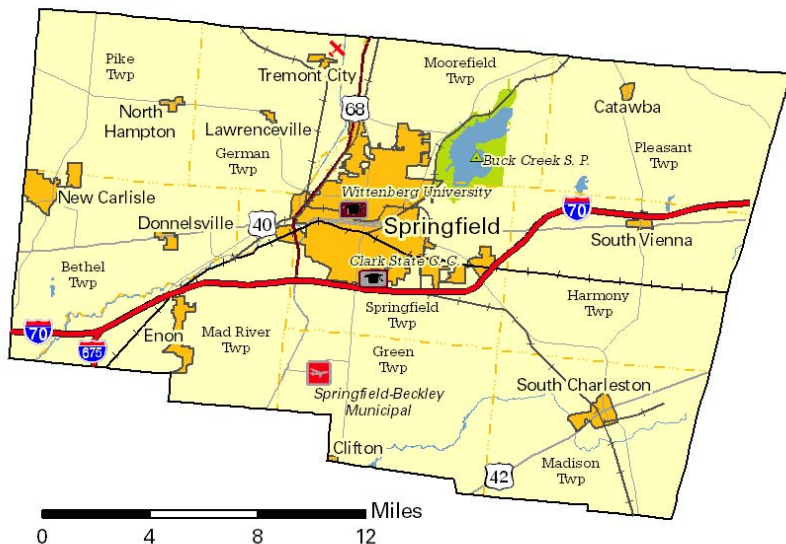 Pike
Twp
Tremont City
Moorefield
Twp
68
North
Hampton
Lawrenceville
Catawba
German
Twp
Pleasant
Twp
Buck Creek S. P.
New Carlisle
Wittenberg University
70
Donnelsville
40
Springfield
South Vienna
Bethel
Twp
Clark State C. C.
Harmony
Twp
Springfield
Twp
70
675
Enon
Mad River
Twp
Green
Twp
South Charleston
Springfield-Beckley
Municipal
Clifton
42
Madison
Twp
Miles
0 4 8 12